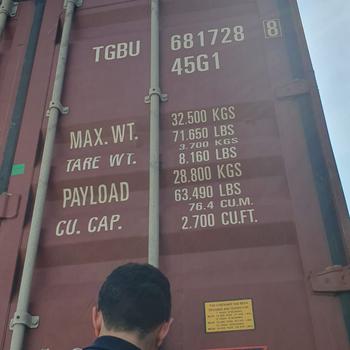 TGBU 681728 8
45G1
MAX. WT. 32.500 KGS
71.650 LBS
TARE WT. 3.700 KGS
8.160 LBS
PAYLOAD 28.800 KGS
63,490 LBS
CU. CAP. 76.4 CU.M.
2.700 CU.FT.